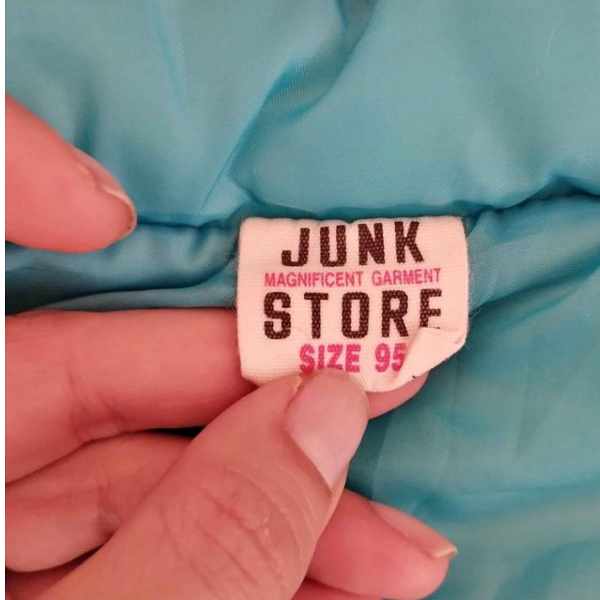 JUNK
MAGNIFICENT GARMENT
STORE
SIZE 95